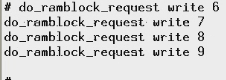 # do_ramblock_request write 6
do_ramblock_request write 7
do_ramblock_request write 8
do_ramblock_request write 9
#